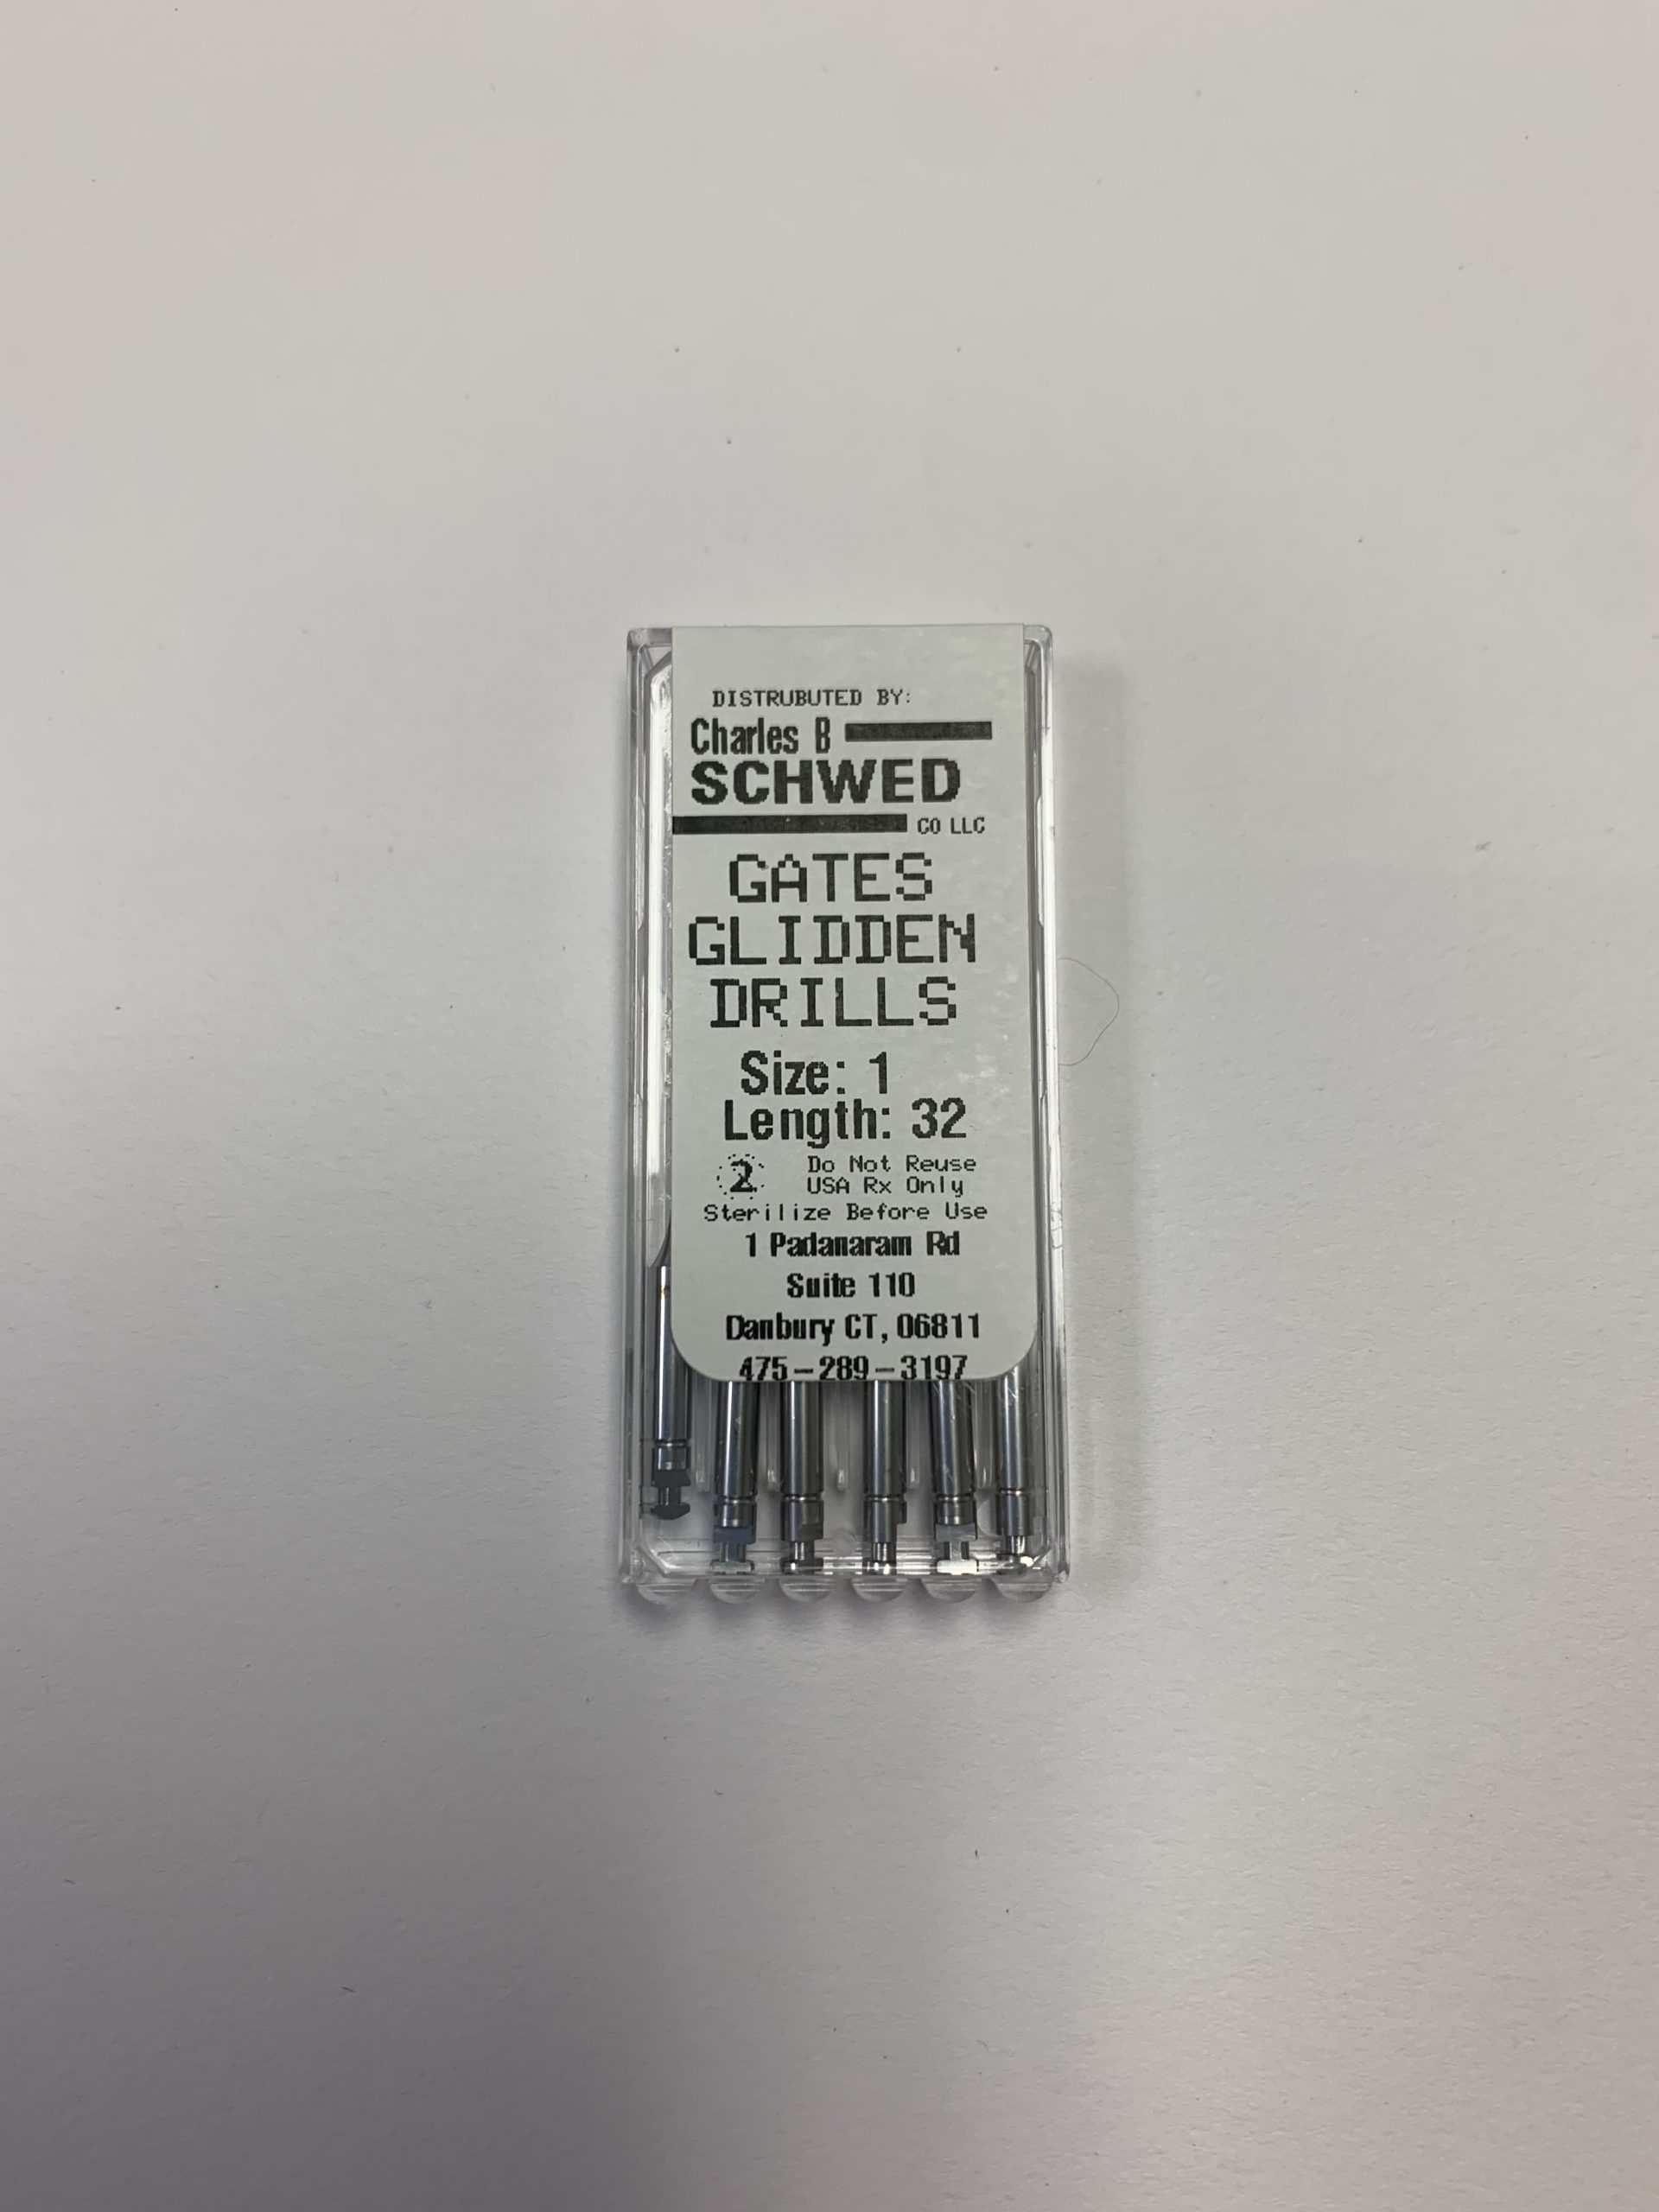 DISTRUBUTED BY:
Charles B
SCHWED
CO LLC
GATES
GLIDDEN
DRILLS
Size: 1
Length: 32
2 Do Not Reuse
USA Rx Only
Sterilize Before Use
1 Padanaram Rd
Suite 110
Danbury CT, 06811
475-289-3197